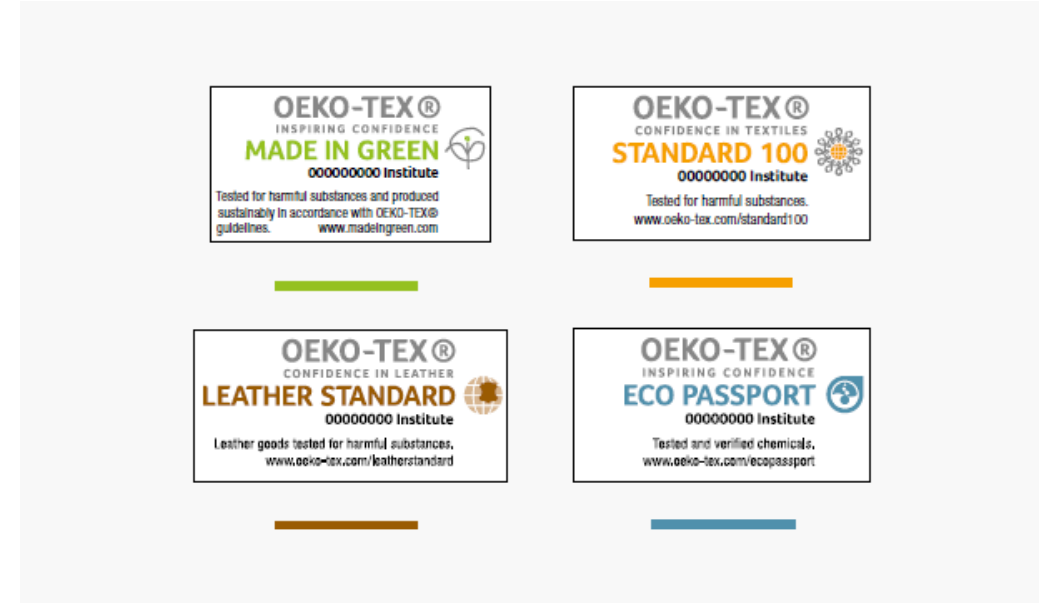 OEKO-TEX®
INSPIRING CONFIDENCE
MADE IN GREEN
000000000 Institute
Tested for harmful substances and produced
sustainably in accordance with OEKO-TEX®
guidelines. www.madeingreen.com
OEKO-TEX®
CONFIDENCE IN TEXTILES
STANDARD 100
00000000 Institute
Tested for harmful substances.
www.oeko-tex.com/standard100
OEKO-TEX®
CONFIDENCE IN LEATHER
LEATHER STANDARD
00000000 Institute
Leather goods tested for harmful substances.
www.oeko-tex.com/leatherstandard
OEKO-TEX®
INSPIRING CONFIDENCE
ECO PASSPORT
00000000 Institute
Tested and verified chemicals.
www.oeko-tex.com/ecopassport